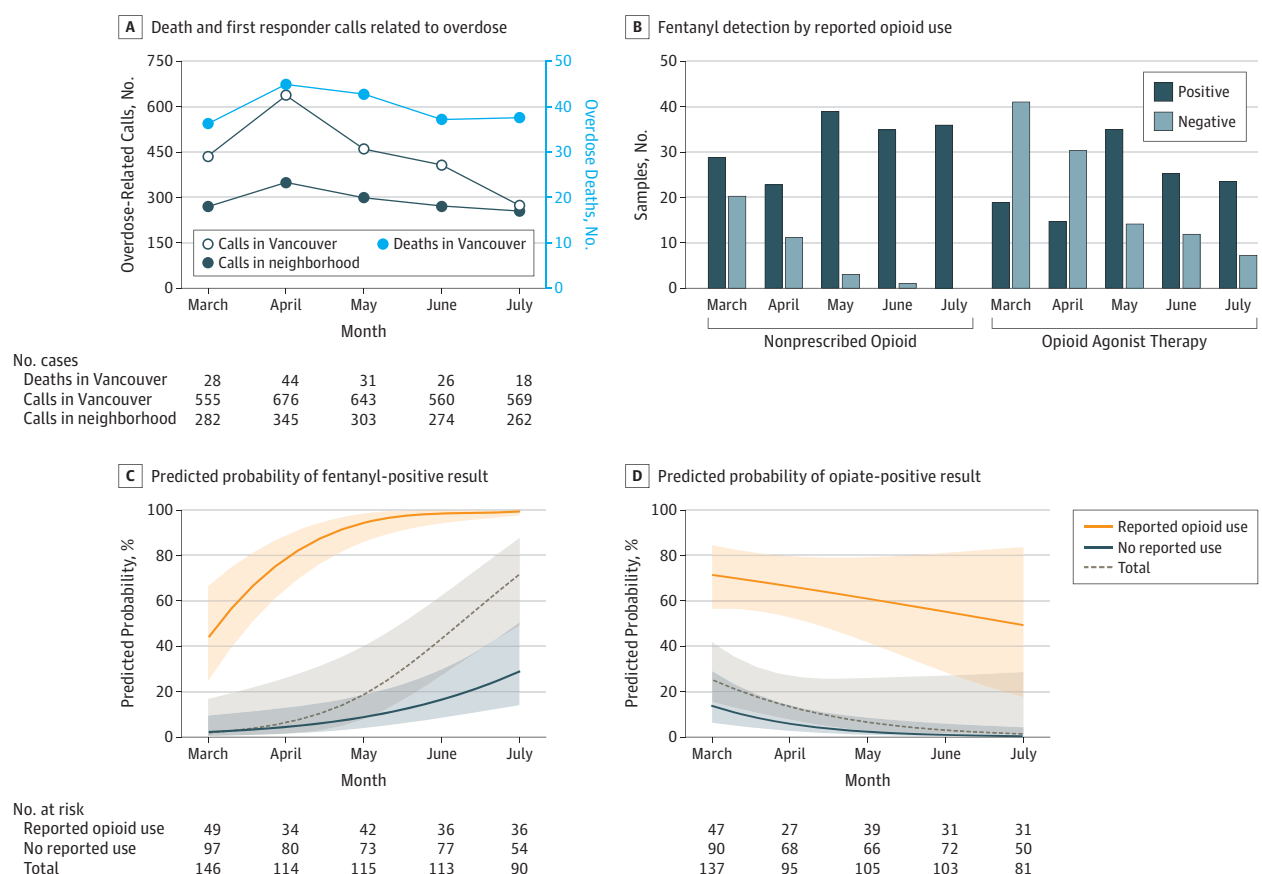 A Death and first responder calls related to overdose
750
600
450
300
150
0
Overdose-Related Calls, No.
50
40
30
20
10
0
Overdose Deaths, No.
Calls in Vancouver
Deaths in Vancouver
Calls in neighborhood
March April May June July
Month
No. cases
Deaths in Vancouver 28 44 31 26 18
Calls in Vancouver 555 676 643 560 569
Calls in neighborhood 282 345 303 274 262
B Fentanyl detection by reported opioid use
50
40
30
20
10
0
Samples, No.
Positive
Negative
March April May June July March April May June July
Nonprescribed Opioid Opioid Agonist Therapy
C Predicted probability of fentanyl-positive result
100
80
60
40
20
0
Predicted Probability, %
March April May June July
Month
D Predicted probability of opiate-positive result
100
80
60
40
20
0
Predicted Probability, %
March April May June July
Month
Reported opioid use
No reported use
Total
No. at risk
Reported opioid use 49 34 42 36 36 47 27 39 31 31
No reported use 97 80 73 77 54 90 68 66 72 50
Total 146 114 115 113 90 137 95 105 103 81